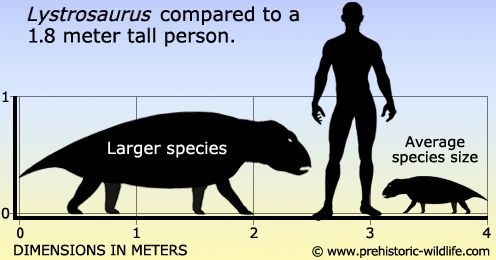 Lystrosaurus compared to a
1.8 meter tall person.
1
Larger species
Average
species size
0
0 1 2 3 4
DIMENSIONS IN METERS
© www.prehistoric-wildlife.com